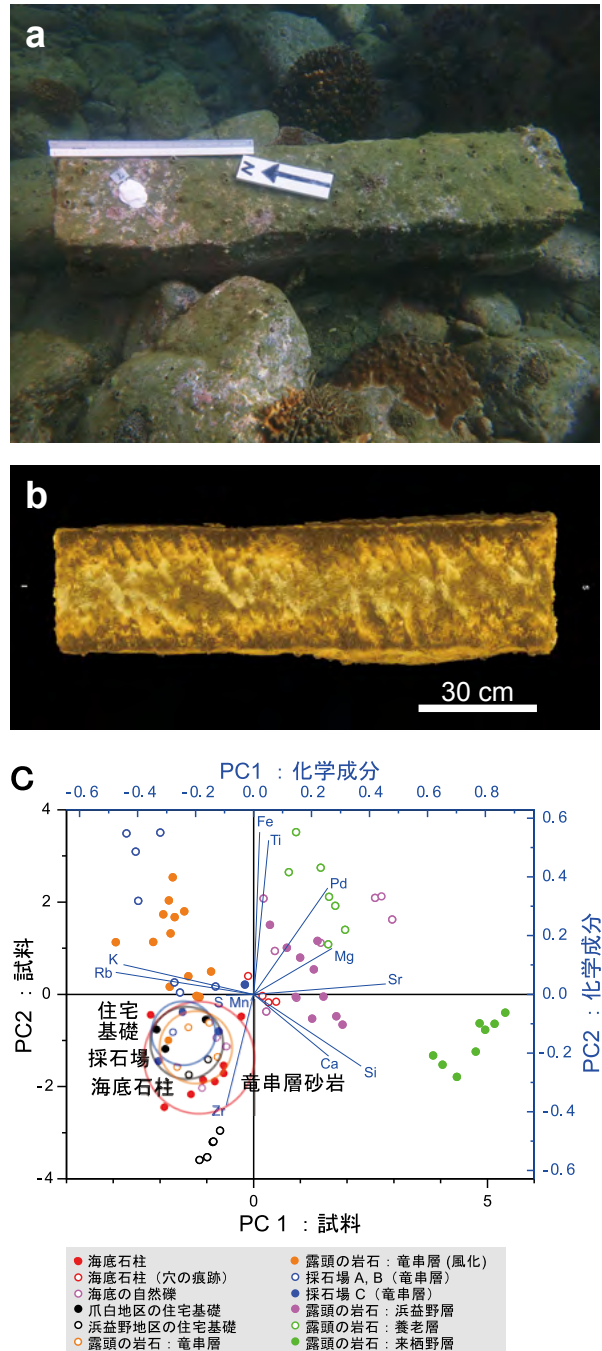 a
N
b
30 cm
C
PC1 : 化学成分
-0.6 -0.4 -0.2 0.0 0.2 0.4 0.6 0.8
4
2
0
-2
-4
PC2 : 試料
0.6
0.4
0.2
0.0
-0.2
-0.4
-0.6
PC2 : 化学成分
Fe
Ti
Pd
Mg
K
Rb
Sr
S Mn
Ca
Si
Zr
住宅
基礎
採石場
海底石柱
竜串層砂岩
0 5
PC 1 : 試料
海底石柱
海底石柱（穴の痕跡）
海底の自然礫
爪白地区の住宅基礎
浜益野地区の住宅基礎
露頭の岩石：竜串層
露頭の岩石：竜串層 (風化)
採石場 A, B（竜串層）
採石場 C（竜串層）
露頭の岩石：浜益野層
露頭の岩石：養老層
露頭の岩石：来栖野層